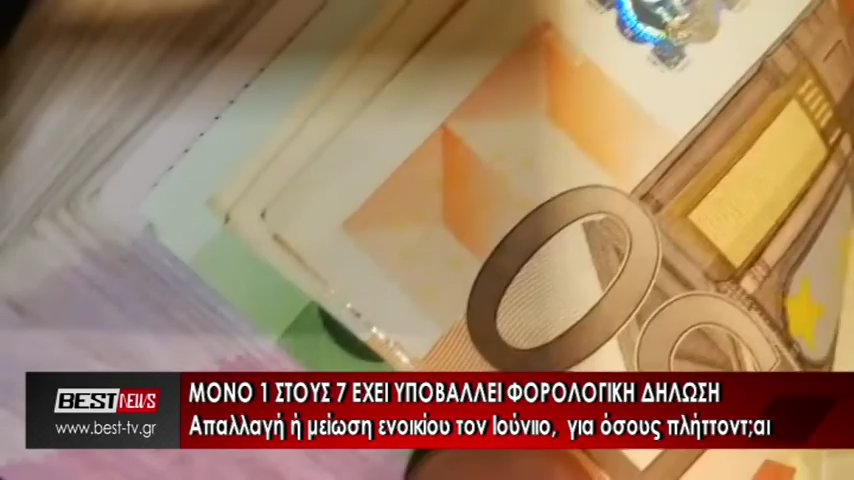 ΜΟΝΟ 1 ΣΤΟΥΣ 7 ΕΧΕΙ ΥΠΟΒΑΛΛΕΙ ΦΟΡΟΛΟΓΙΚΗ ΔΗΛΩΣΗ
BEST NEWS
Απαλλαγή ή μείωση ενοικίου τον Ιούνιιο, για όσους πλήττοντ;αι
www.best-tv.gr